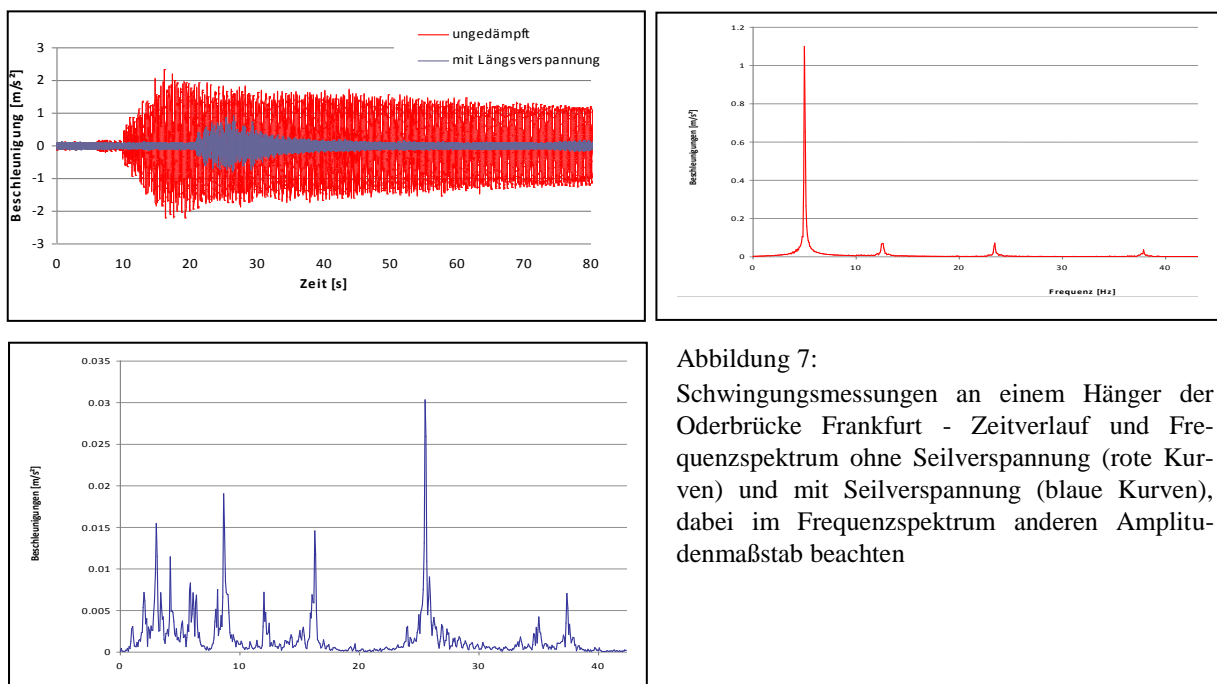 ungedämpft
mit Längsverspannung
Beschleunigung [m/s²]
3
2
1
0
-1
-2
-3
0 10 20 30 40 50 60 70 80
Zeit [s]
Beschleunigungen [m/s²]
1.2
1
0.8
0.6
0.4
0.2
0
0 10 20 30 40
Frequenz [Hz]
Beschleunigungen [m/s²]
0.035
0.03
0.025
0.02
0.015
0.01
0.005
0
0 10 20 30 40
Abbildung 7:
Schwingungsmessungen an einem Hänger der
Oderbrücke Frankfurt - Zeitverlauf und Fre-
quenzspektrum ohne Seilverspannung (rote Kur-
ven) und mit Seilverspannung (blaue Kurven),
dabei im Frequenzspektrum anderen Amplitu-
denmaßstab beachten